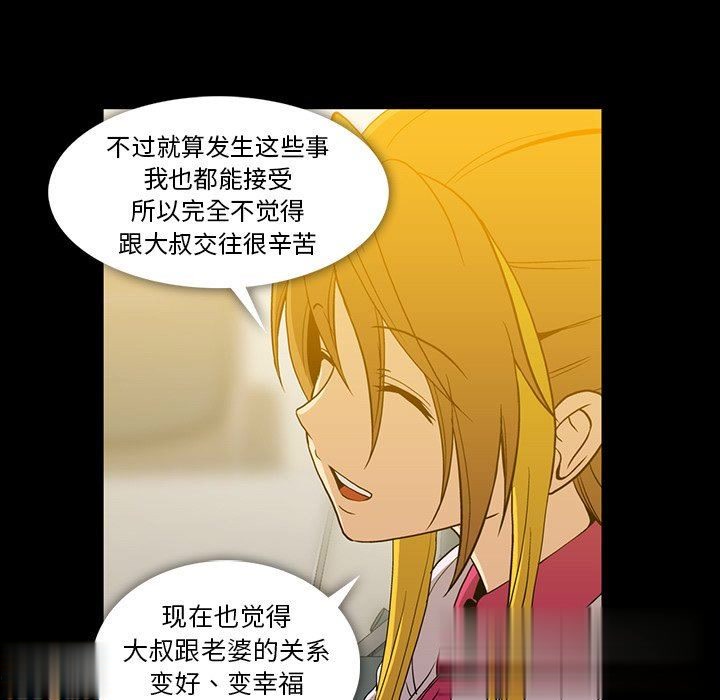 不过就算发生这些事
我也都能接受
所以完全不觉得
跟大叔交往很辛苦
现在也觉得
大叔跟老婆的关系
变好、变幸福